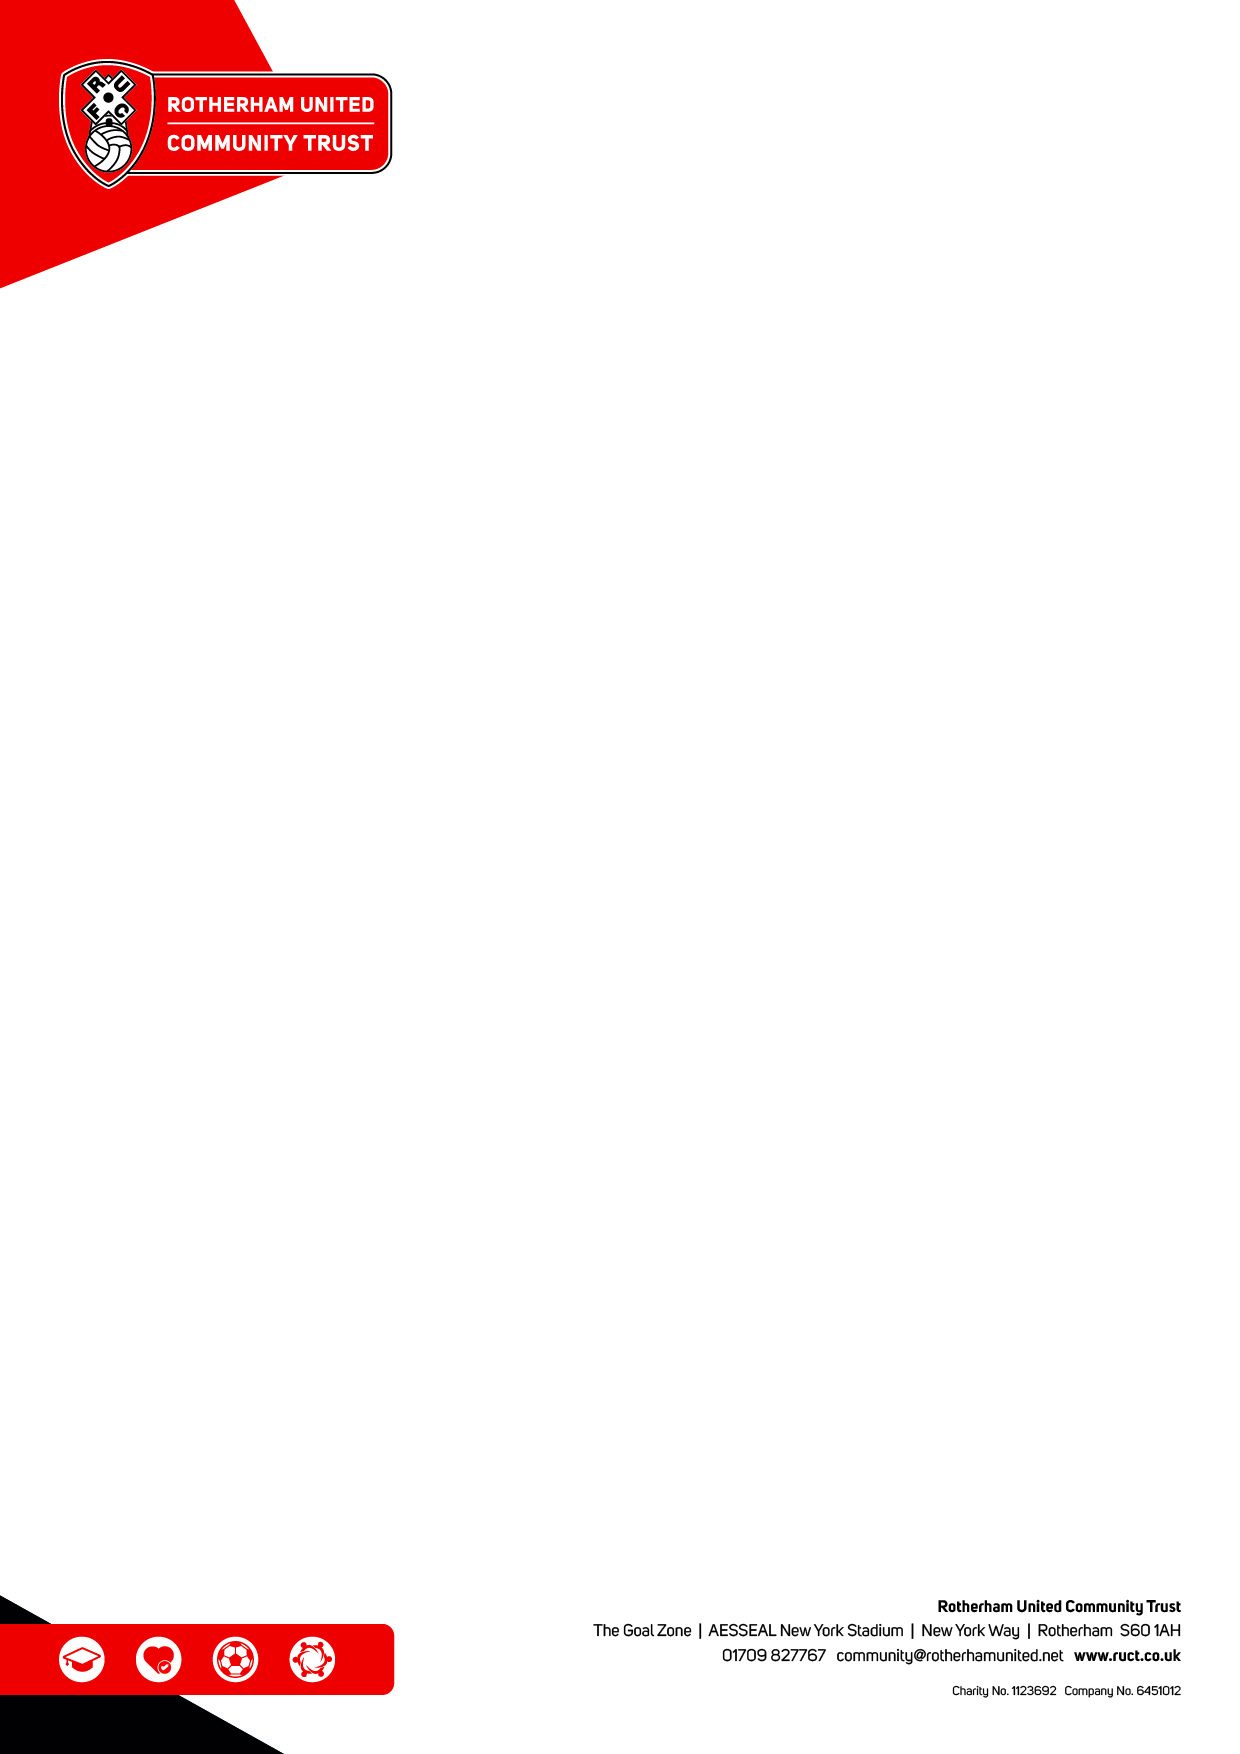 R U
F C
ROTHERHAM UNITED
COMMUNITY TRUST
Rotherham United Community Trust
The Goal Zone | AESSEAL New York Stadium | New York Way | Rotherham S60 1AH
01709 827767 community@rotherhamunited.net www.ruct.co.uk
Charity No. 1123692 Company No. 6451012